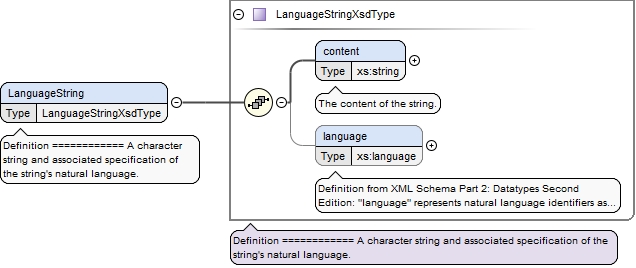 LanguageStringXsdType
content
Type xs:string
The content of the string.
LanguageString
Type LanguageStringXsdType
Definition ============ A character
string and associated specification of
the string's natural language.
language
Type xs:language
Definition from XML Schema Part 2: Datatypes Second
Edition: "language" represents natural language identifiers as...
Definition ============ A character string and associated specification of the
string's natural language.